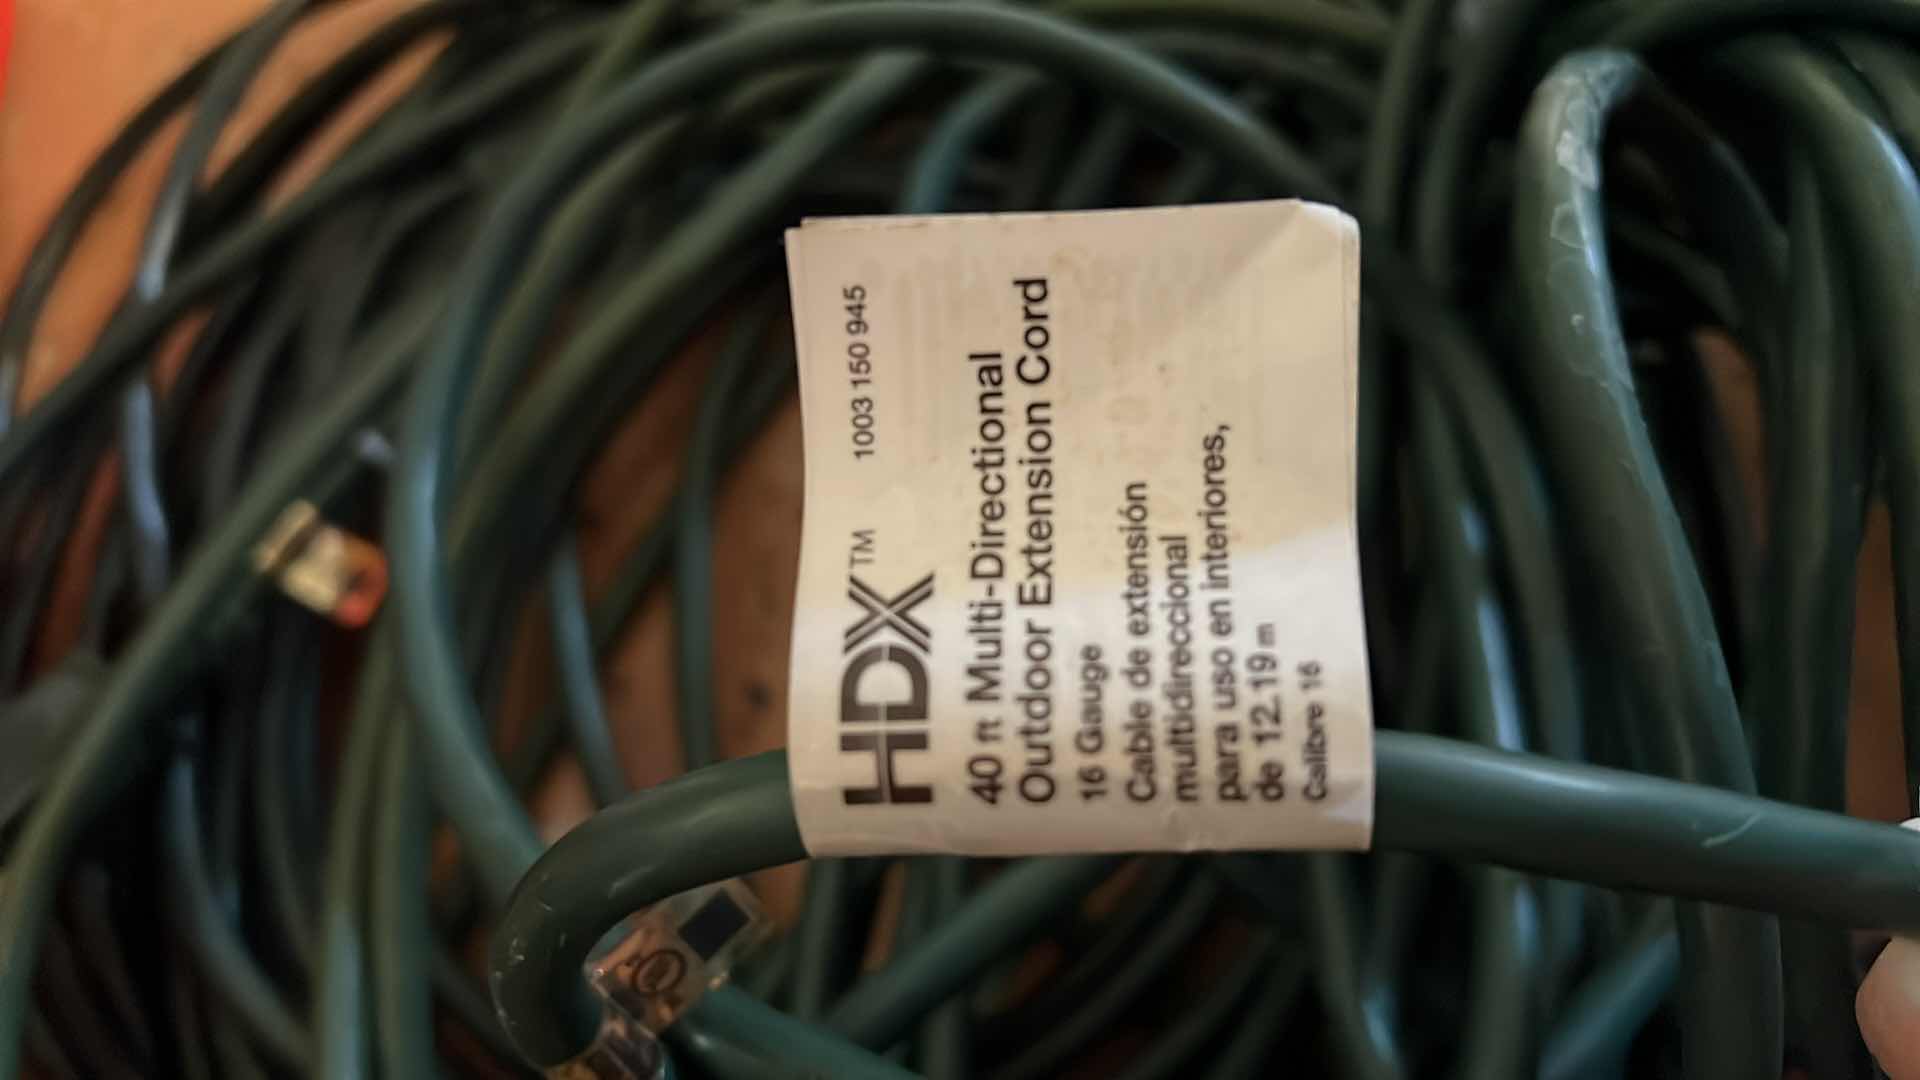 HDX™ 1003 150 945
40 ft Multi-Directional
Outdoor Extension Cord
16 Gauge
Cable de extensión
multidireccional
para uso en interiores,
de 12.19 m
Calibre 16